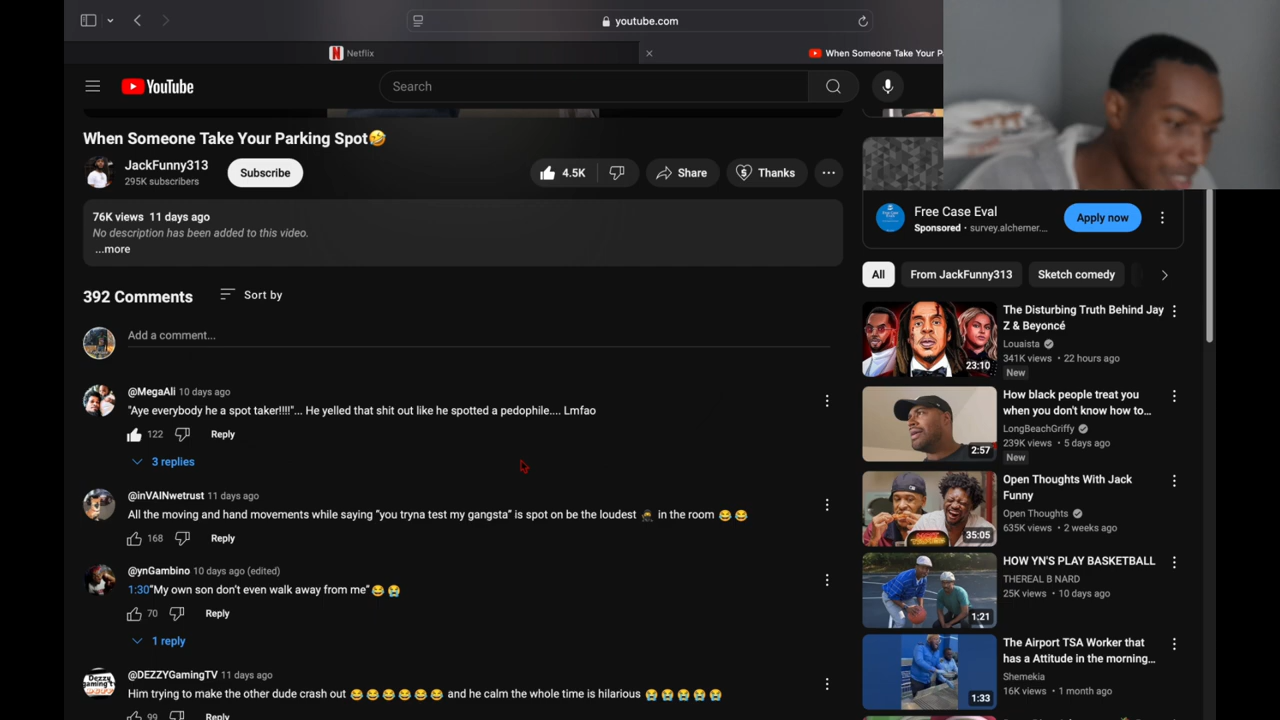 youtube.com
Netflix
When Someone Take Your P
YouTube
Search
When Someone Take Your Parking Spot🤣
JackFunny313
295K subscribers
Subscribe
4.5K
Share
Thanks
76K views 11 days ago
No description has been added to this video.
...more
392 Comments
Sort by
Add a comment...
@MegaAli 10 days ago
"Aye everybody he a spot taker!!!!"... He yelled that shit out like he spotted a pedophile.... Lmfao
122
Reply
3 replies
@inVAINwetrust 11 days ago
All the moving and hand movements while saying “you tryna test my gangsta” is spot on be the loudest 🥷 in the room 😂 😂
168
Reply
@ynGambino 10 days ago (edited)
1:30“My own son don’t even walk away from me”😂 😭
70
Reply
1 reply
@DEZZYGamingTV 11 days ago
Him trying to make the other dude crash out 😂 😂 😂 😂 😂 😂 and he calm the whole time is hilarious 😭 😭 😭 😭 😭
99
Reply
Free Case Eval
Sponsored • survey.alchemer....
Apply now
All
From JackFunny313
Sketch comedy
The Disturbing Truth Behind Jay
Z & Beyoncé
Louaista
341K views • 22 hours ago
New
23:10
How black people treat you
when you don't know how to...
LongBeachGriffy
239K views • 5 days ago
New
2:57
Open Thoughts With Jack
Funny
Open Thoughts
635K views • 2 weeks ago
35:05
HOW YN'S PLAY BASKETBALL
THEREAL B NARD
25K views • 10 days ago
1:21
The Airport TSA Worker that
has a Attitude in the morning...
Shemekia
16K views • 1 month ago
1:33